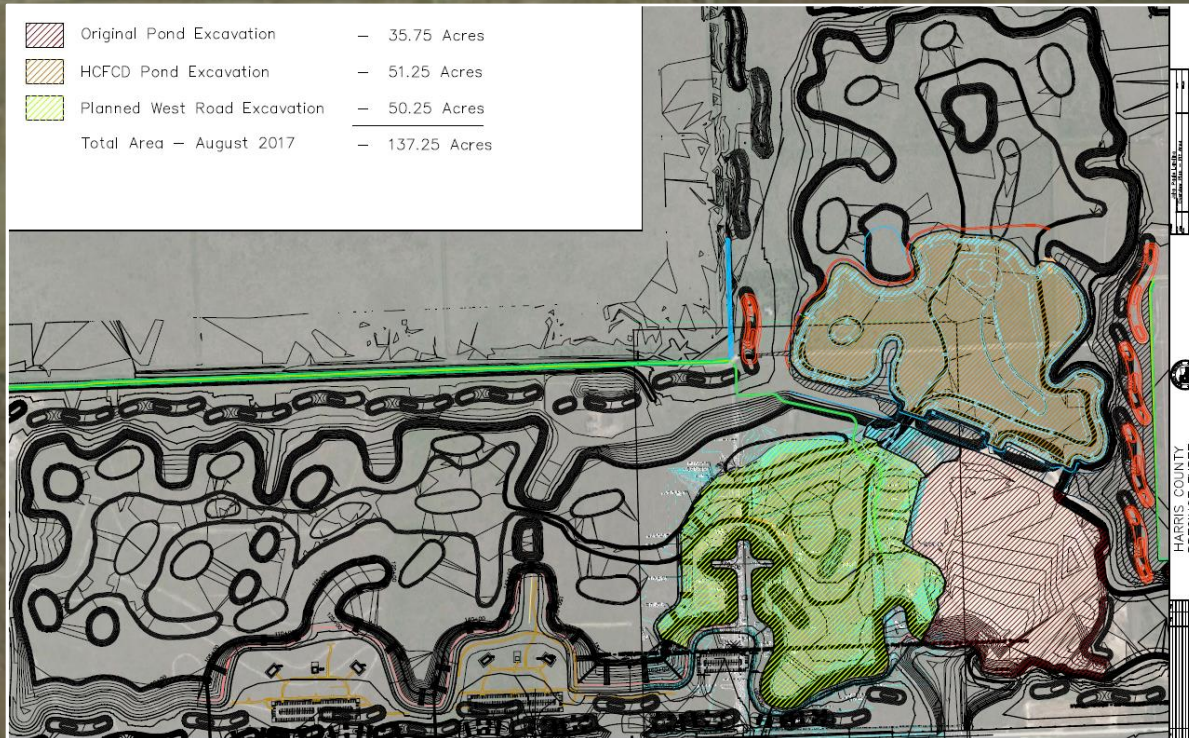 Original Pond Excavation – 35.75 Acres
HCFCD Pond Excavation – 51.25 Acres
Planned West Road Excavation – 50.25 Acres
Total Area – August 2017 – 137.25 Acres
HARRIS COUNTY